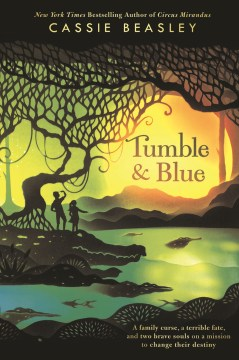 New York Times Bestselling Author of Circus Mirandus
CASSIE BEASLEY
Tumble
& Blue
A family curse, a terrible fate,
and two brave souls on a mission
to change their destiny